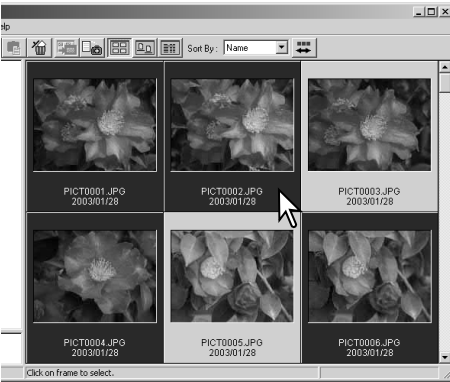 elp
Sort By : Name
PICT0001.JPG
2003/01/28
PICT0002.JPG
2003/01/28
PICT0003.JPG
2003/01/28
PICT0004.JPG
2003/01/28
PICT0005.JPG
2003/01/28
PICT0006.JPG
2003/01/28
Click on frame to select.